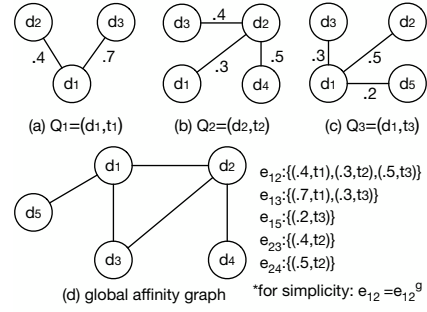 d2 d3 d3 .4 d2 d3 d2
.4 .7 .3 .5 .3 .5
d1 d1 d4 d1 .2 d5
(a) Q1=(d1,t1) (b) Q2=(d2,t2) (c) Q3=(d1,t3)
d1 d2
d5
d3 d4
(d) global affinity graph
e12:{(.4,t1),(.3,t2),(.5,t3)}
e13:{(.7,t1),(.3,t3)}
e15:{(.2,t3)}
e23:{(.4,t2)}
e24:{(.5,t2)}
*for simplicity: e12 =e12g